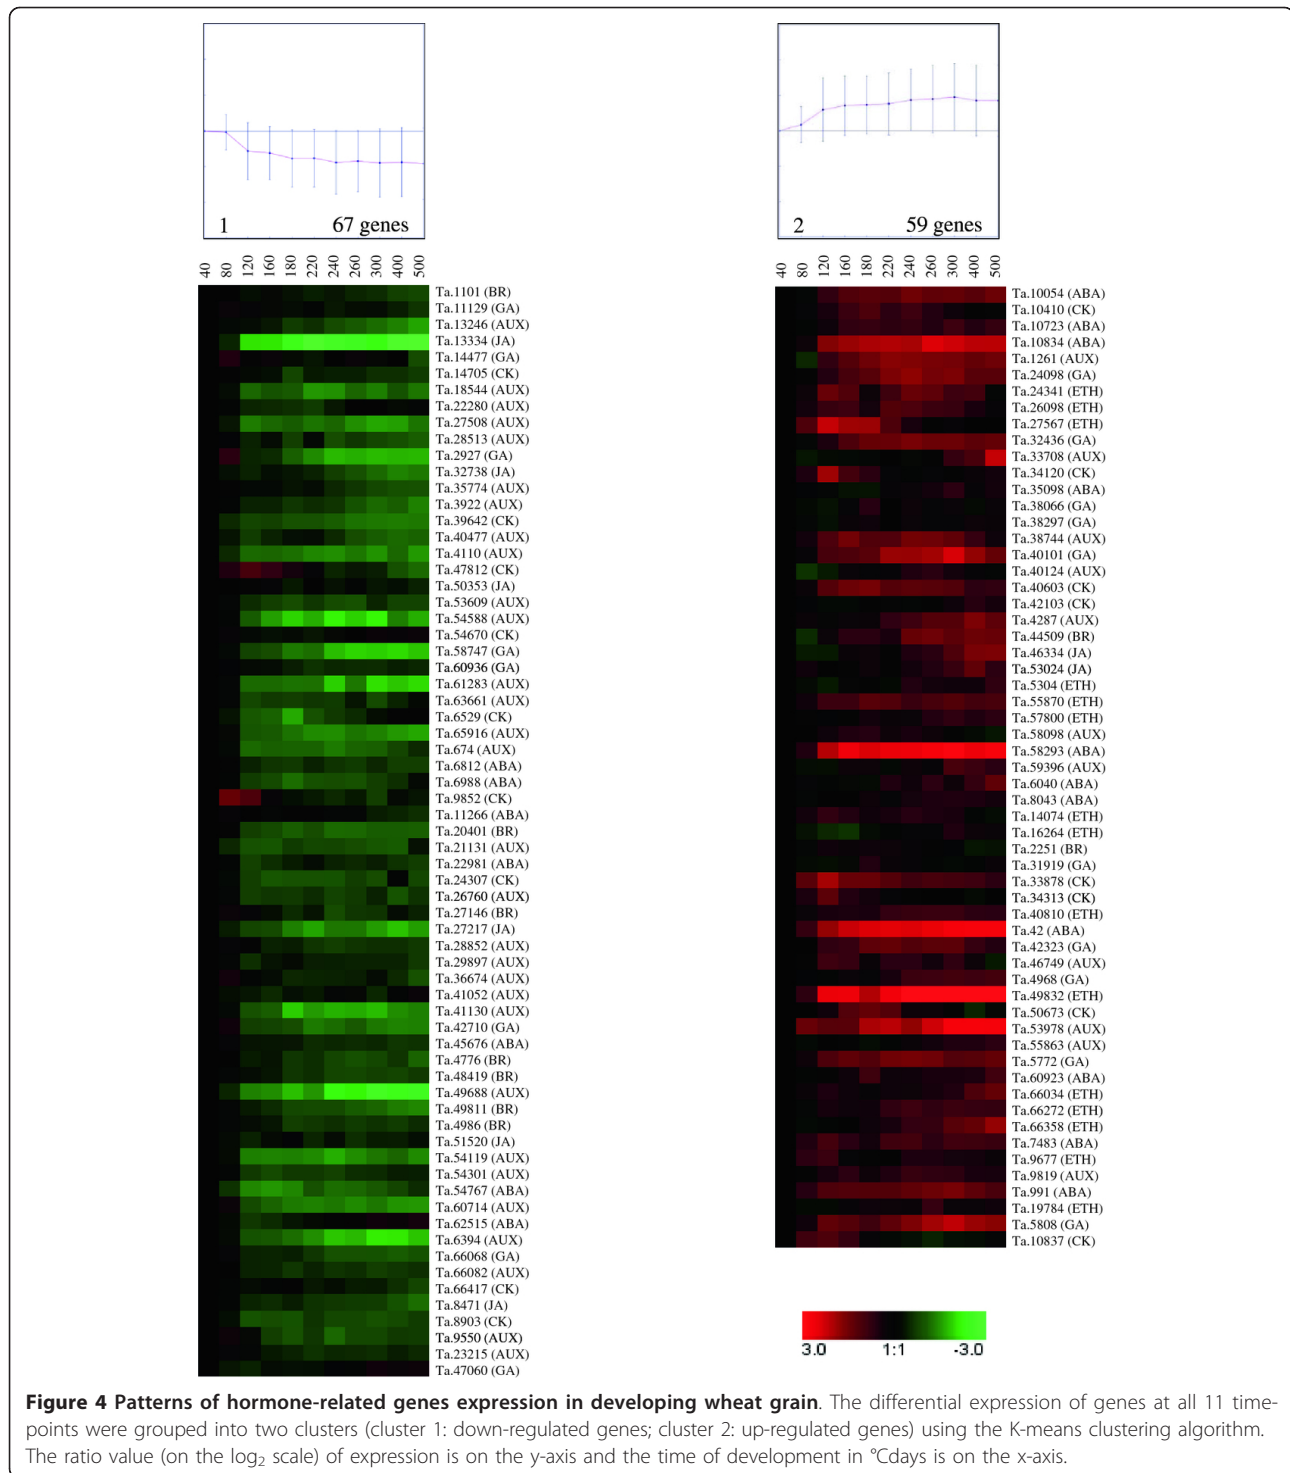 1 67 genes
40 80 120 160 180 220 240 260 300 400 500
Ta.1101 (BR)
Ta.11129 (GA)
Ta.13246 (AUX)
Ta.13334 (JA)
Ta.14477 (GA)
Ta.14705 (CK)
Ta.18544 (AUX)
Ta.22280 (AUX)
Ta.27508 (AUX)
Ta.28513 (AUX)
Ta.2927 (GA)
Ta.32738 (JA)
Ta.35774 (AUX)
Ta.3922 (AUX)
Ta.39642 (CK)
Ta.40477 (AUX)
Ta.4110 (AUX)
Ta.47812 (CK)
Ta.50353 (JA)
Ta.53609 (AUX)
Ta.54588 (AUX)
Ta.54670 (CK)
Ta.58747 (GA)
Ta.60936 (GA)
Ta.61283 (AUX)
Ta.63661 (AUX)
Ta.6529 (CK)
Ta.65916 (AUX)
Ta.674 (AUX)
Ta.6812 (ABA)
Ta.6988 (ABA)
Ta.9852 (CK)
Ta.11266 (ABA)
Ta.20401 (BR)
Ta.21131 (AUX)
Ta.22981 (ABA)
Ta.24307 (CK)
Ta.26760 (AUX)
Ta.27146 (BR)
Ta.27217 (JA)
Ta.28852 (AUX)
Ta.29897 (AUX)
Ta.36674 (AUX)
Ta.41052 (AUX)
Ta.41130 (AUX)
Ta.42710 (GA)
Ta.45676 (ABA)
Ta.4776 (BR)
Ta.48419 (BR)
Ta.49688 (AUX)
Ta.49811 (BR)
Ta.4986 (BR)
Ta.51520 (JA)
Ta.54119 (AUX)
Ta.54301 (AUX)
Ta.54767 (ABA)
Ta.60714 (AUX)
Ta.62515 (ABA)
Ta.6394 (AUX)
Ta.66068 (GA)
Ta.66082 (AUX)
Ta.66417 (CK)
Ta.8471 (JA)
Ta.8903 (CK)
Ta.9550 (AUX)
Ta.23215 (AUX)
Ta.47060 (GA)
2 59 genes
40 80 120 160 180 220 240 260 300 400 500
Ta.10054 (ABA)
Ta.10410 (CK)
Ta.10723 (ABA)
Ta.10834 (ABA)
Ta.1261 (AUX)
Ta.24098 (GA)
Ta.24341 (ETH)
Ta.26098 (ETH)
Ta.27567 (ETH)
Ta.32436 (GA)
Ta.33708 (AUX)
Ta.34120 (CK)
Ta.35098 (ABA)
Ta.38066 (GA)
Ta.38297 (GA)
Ta.38744 (AUX)
Ta.40101 (GA)
Ta.40124 (AUX)
Ta.40603 (CK)
Ta.42103 (CK)
Ta.4287 (AUX)
Ta.44509 (BR)
Ta.46334 (JA)
Ta.53024 (JA)
Ta.5304 (ETH)
Ta.55870 (ETH)
Ta.57800 (ETH)
Ta.58098 (AUX)
Ta.58293 (ABA)
Ta.59396 (AUX)
Ta.6040 (ABA)
Ta.8043 (ABA)
Ta.14074 (ETH)
Ta.16264 (ETH)
Ta.2251 (BR)
Ta.31919 (GA)
Ta.33878 (CK)
Ta.34313 (CK)
Ta.40810 (ETH)
Ta.42 (ABA)
Ta.42323 (GA)
Ta.46749 (AUX)
Ta.4968 (GA)
Ta.49832 (ETH)
Ta.50673 (CK)
Ta.53978 (AUX)
Ta.55863 (AUX)
Ta.5772 (GA)
Ta.60923 (ABA)
Ta.66034 (ETH)
Ta.66272 (ETH)
Ta.66358 (ETH)
Ta.7483 (ABA)
Ta.9677 (ETH)
Ta.9819 (AUX)
Ta.991 (ABA)
Ta.19784 (ETH)
Ta.5808 (GA)
Ta.10837 (CK)
3.0 1:1 -3.0
Figure 4 Patterns of hormone-related genes expression in developing wheat grain. The differential expression of genes at all 11 time-
points were grouped into two clusters (cluster 1: down-regulated genes; cluster 2: up-regulated genes) using the K-means clustering algorithm.
The ratio value (on the log₂ scale) of expression is on the y-axis and the time of development in °Cdays is on the x-axis.